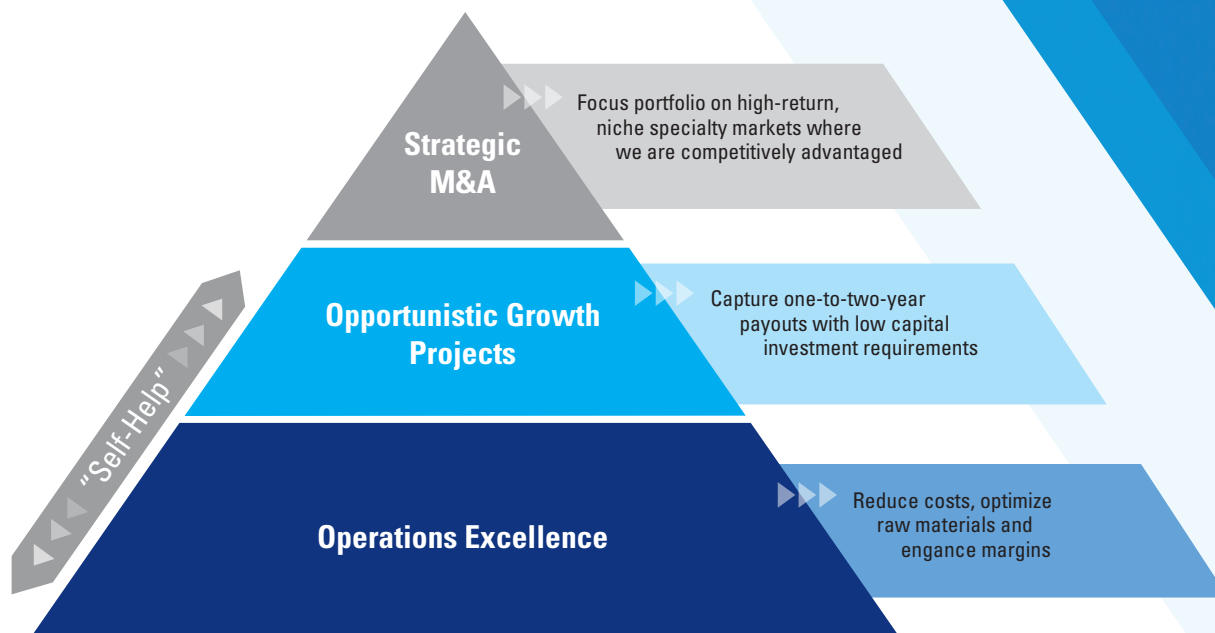 Strategic
M&A
Focus portfolio on high-return,
niche specialty markets where
we are competitively advantaged
Opportunistic Growth
Projects
Capture one-to-two-year
payouts with low capital
investment requirements
"Self-Help"
Operations Excellence
Reduce costs, optimize
raw materials and
engance margins